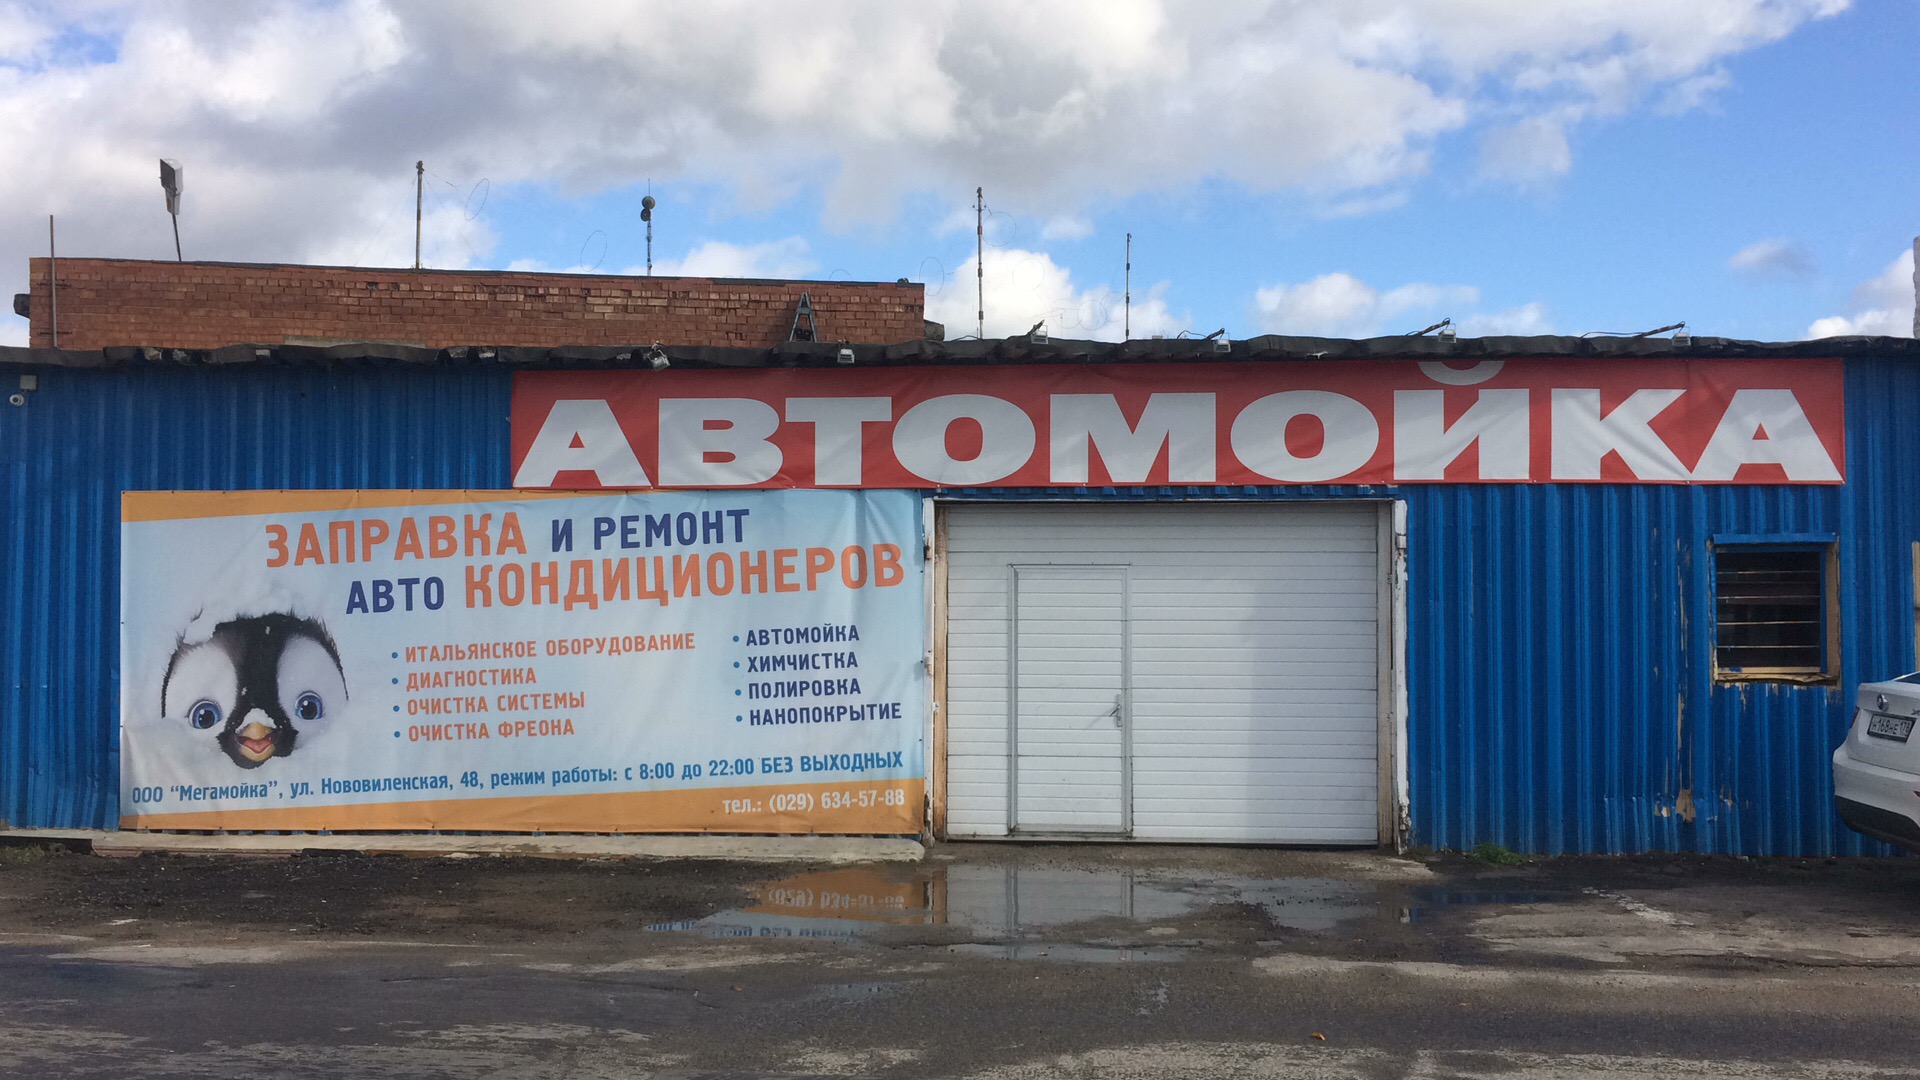 АВТОМОЙКА
ЗАПРАВКА И РЕМОНТ
АВТО КОНДИЦИОНЕРОВ
• ИТАЛЬЯНСКОЕ ОБОРУДОВАНИЕ
• ДИАГНОСТИКА
• ОЧИСТКА СИСТЕМЫ
• ОЧИСТКА ФРЕОНА
• АВТОМОЙКА
• ХИМЧИСТКА
• ПОЛИРОВКА
• НАНОПОКРЫТИЕ
ООО "Мегамойка", ул. Нововиленская, 48, режим работы: с 8:00 до 22:00 БЕЗ ВЫХОДНЫХ
тел.: (029) 634-57-88
Н168НЕ178